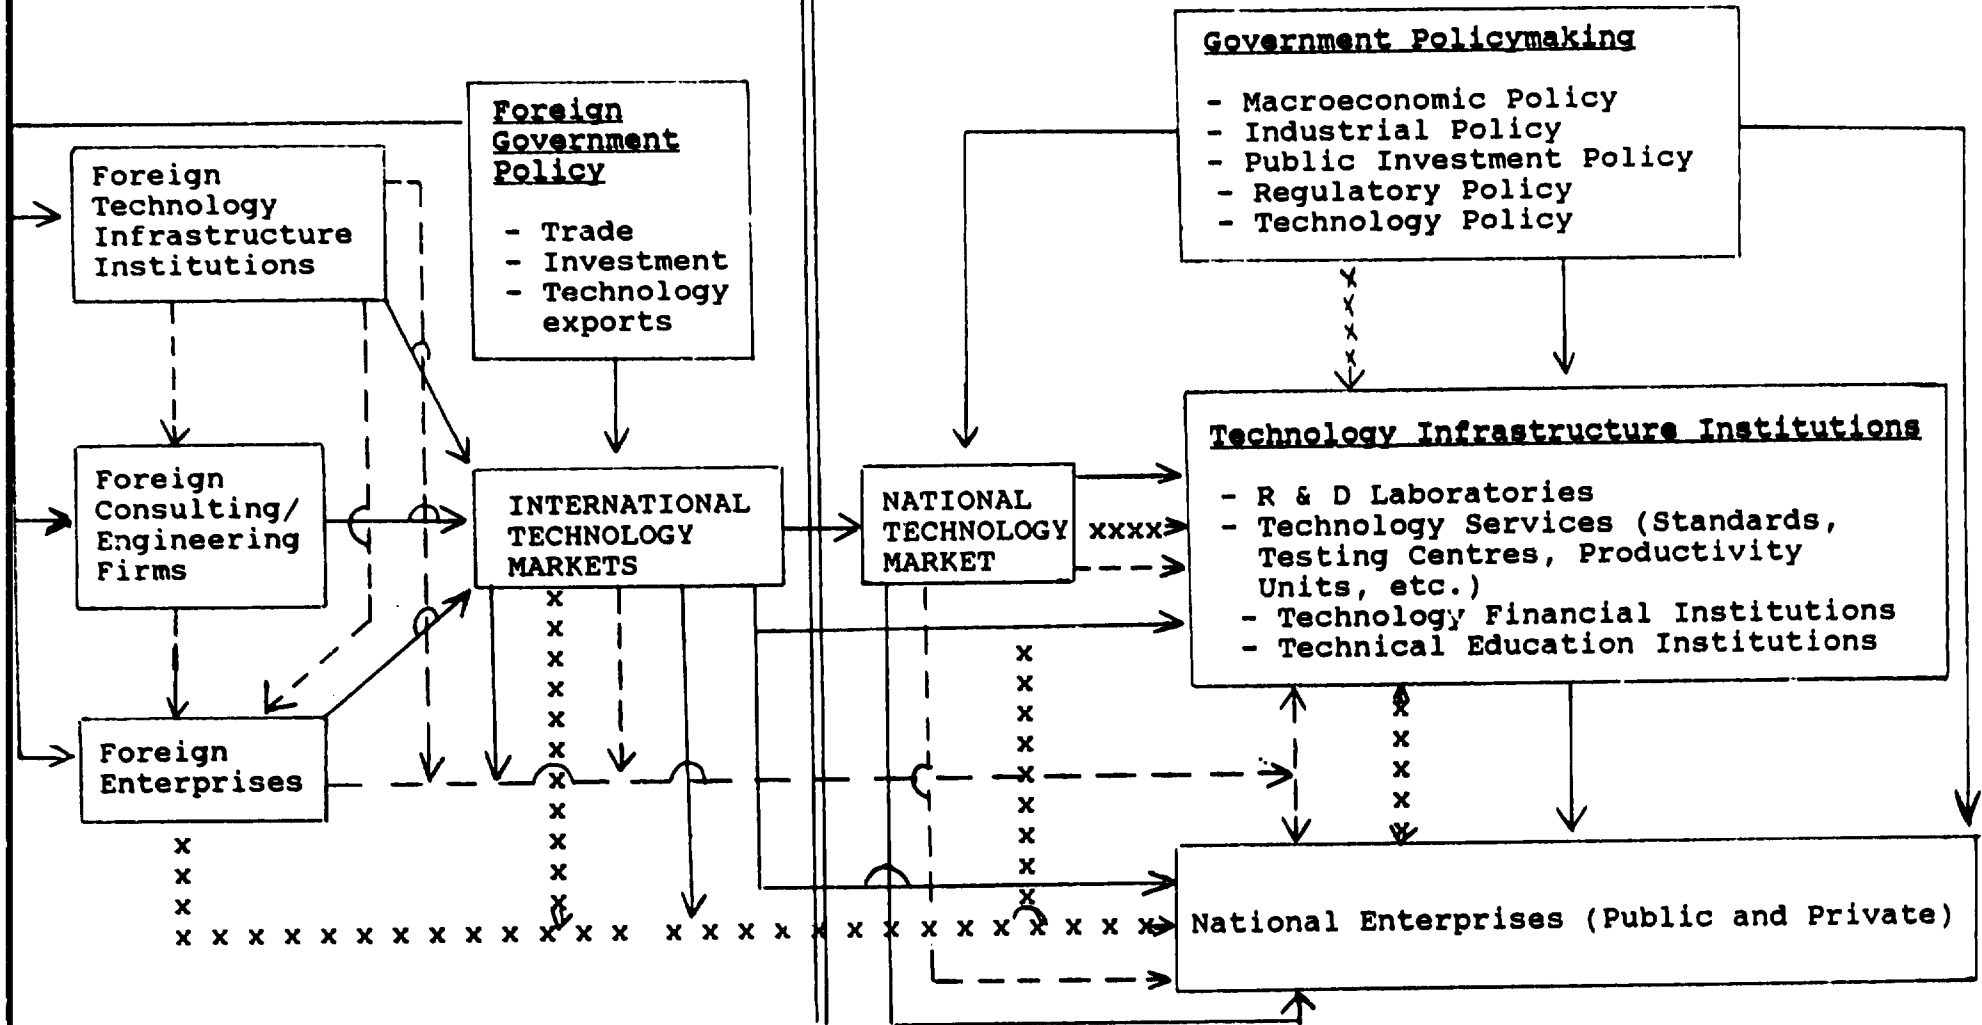 Government Policymaking
- Macroeconomic Policy
- Industrial Policy
- Public Investment Policy
- Regulatory Policy
- Technology Policy
Foreign
Government
Policy
- Trade
- Investment
- Technology
exports
Foreign
Technology
Infrastructure
Institutions
Foreign
Consulting/
Engineering
Firms
INTERNATIONAL
TECHNOLOGY
MARKETS
NATIONAL
TECHNOLOGY
MARKET
Technology Infrastructure Institutions
- R & D Laboratories
- Technology Services (Standards,
Testing Centres, Productivity
Units, etc.)
- Technology Financial Institutions
- Technical Education Institutions
Foreign
Enterprises
National Enterprises (Public and Private)